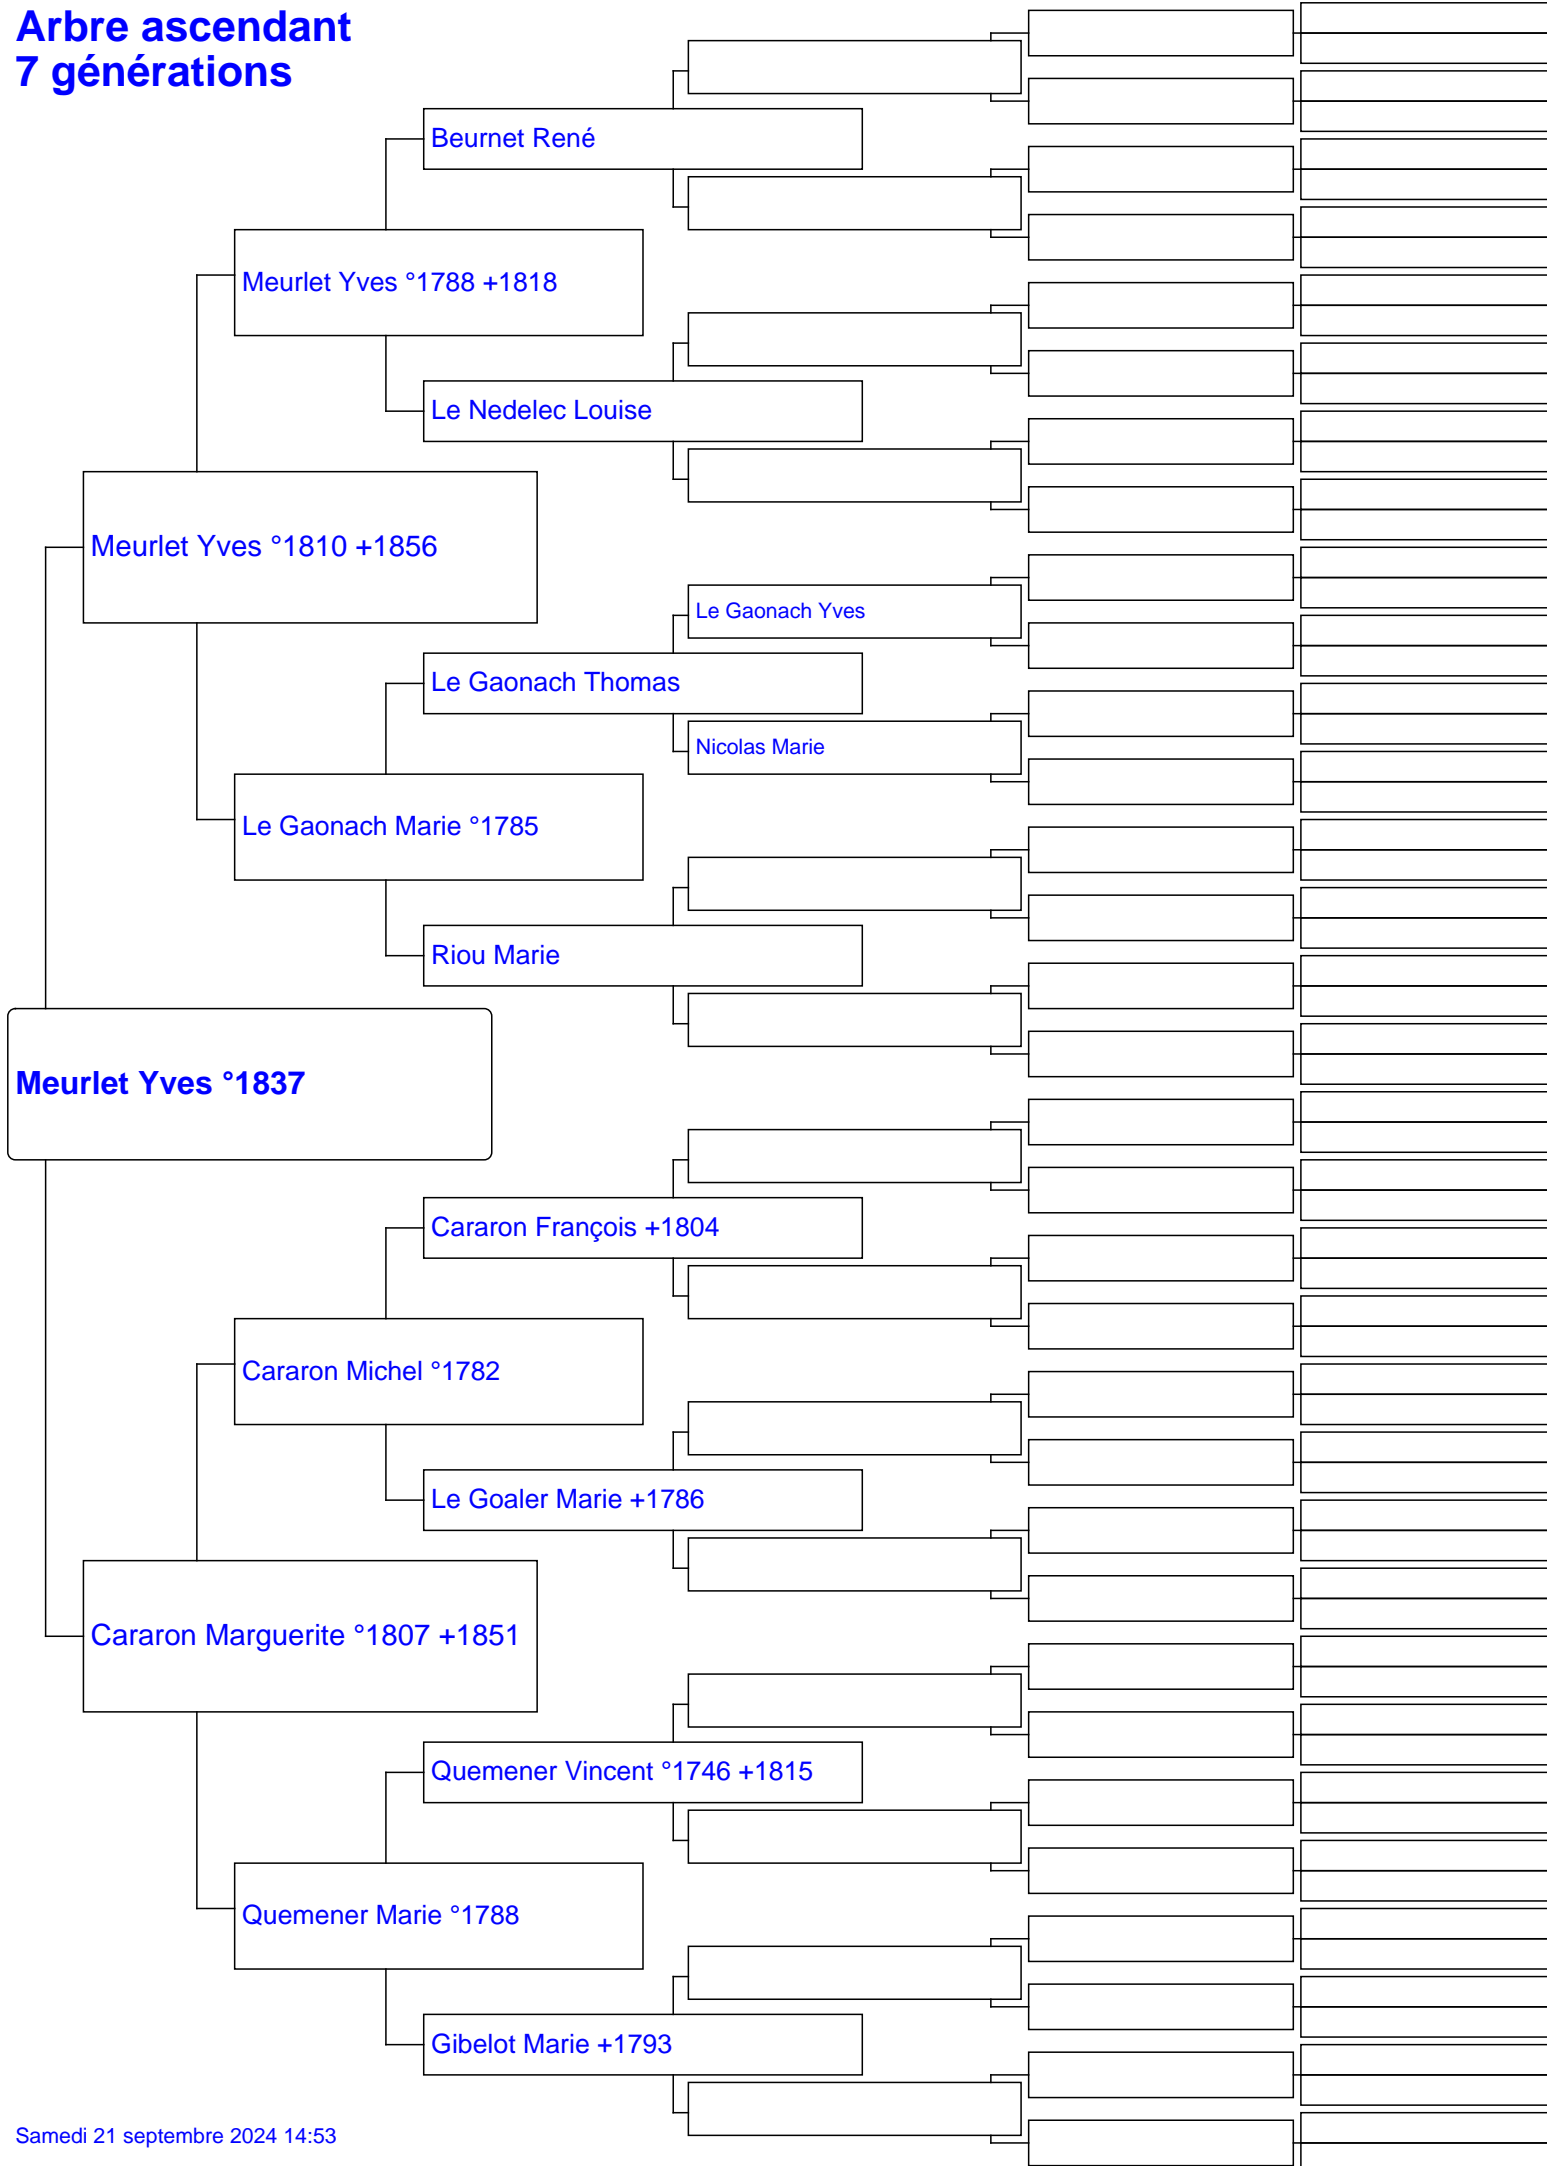 Arbre ascendant
7 générations
Beurnet René
Meurlet Yves °1788 +1818
Le Nedelec Louise
Meurlet Yves °1810 +1856
Le Gaonach Yves
Le Gaonach Thomas
Nicolas Marie
Le Gaonach Marie °1785
Riou Marie
Meurlet Yves °1837
Cararon François +1804
Cararon Michel °1782
Le Goaler Marie +1786
Cararon Marguerite °1807 +1851
Quemener Vincent °1746 +1815
Quemener Marie °1788
Gibelot Marie +1793
Samedi 21 septembre 2024 14:53